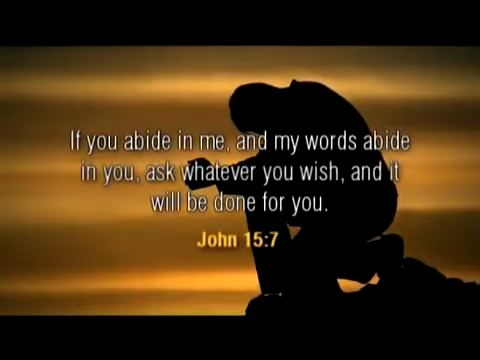 If you abide in me, and my words abide
in you, ask whatever you wish, and it
will be done for you.
John 15:7